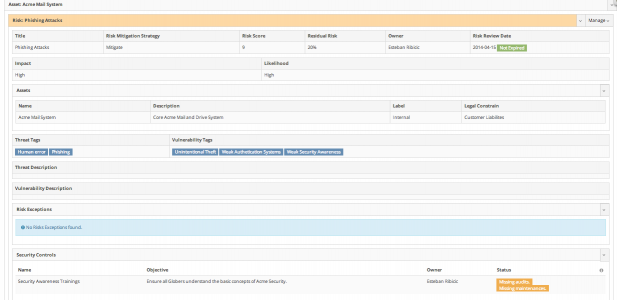 Asset: Acme Mail System
Risk: Phishing Attacks Manage
Title Risk Mitigation Strategy Risk Score Residual Risk Owner Risk Review Date
Phishing Attacks Mitigate 9 20% Esteban Ribicic 2014-04-15 Not Expired
Impact Likelihood
High High
Assets
Name Description Label Legal Constrain
Acme Mail System Core Acme Mail and Drive System Internal Customer Liabilities
Threat Tags Vulnerability Tags
Human error Phishing Unintentional Theft Weak Authentication Systems Weak Security Awareness
Threat Description
Vulnerability Description
Risk Exceptions
No Risks Exceptions found.
Security Controls
Name Objective Owner Status
Security Awareness Trainings Ensure all Globers understand the basic concepts of Acme Security. Esteban Ribicic Missing audits.
Missing maintenances.